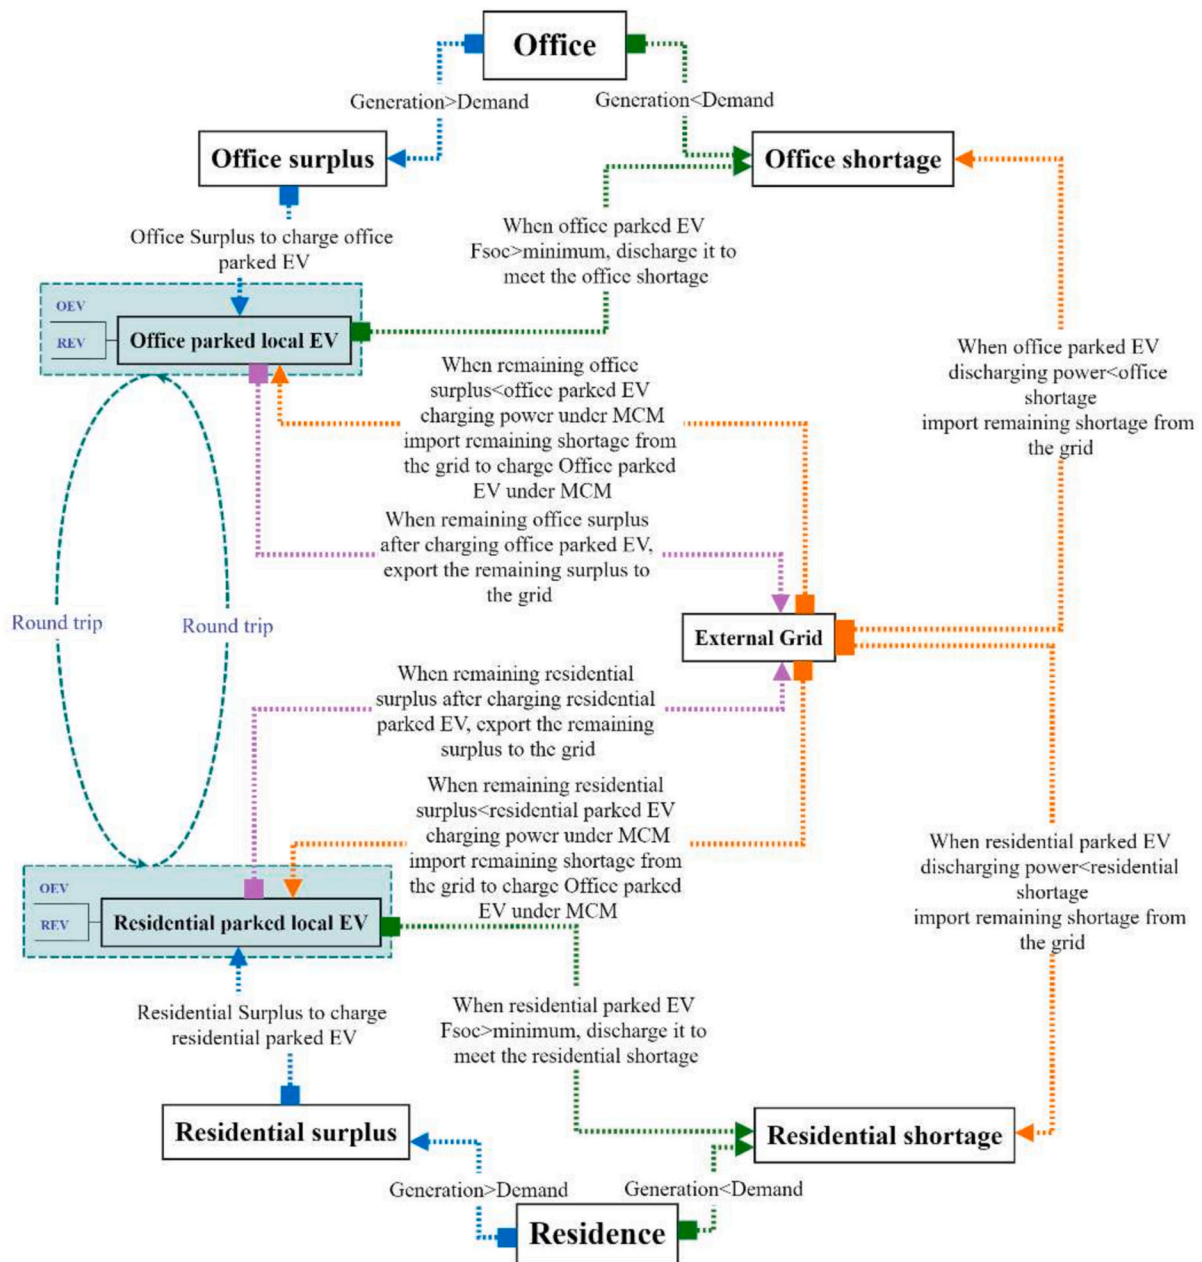 Office
Generation>Demand
Generation<Demand
Office surplus
Office shortage
Office Surplus to charge office
parked EV
When office parked EV
Fsoc>minimum, discharge it to
meet the office shortage
OEV
REV
Office parked local EV
When remaining office
surplus<office parked EV
charging power under MCM
import remaining shortage from
the grid to charge Office parked
EV under MCM
When office parked EV
discharging power<office
shortage
import remaining shortage from
the grid
When remaining office surplus
after charging office parked EV,
export the remaining surplus to
the grid
Round trip
Round trip
External Grid
When remaining residential
surplus after charging residential
parked EV, export the remaining
surplus to the grid
When remaining residential
surplus<residential parked EV
charging power under MCM
import remaining shortage from
the grid to charge Office parked
EV under MCM
When residential parked EV
discharging power<residential
shortage
import remaining shortage from
the grid
OEV
REV
Residential parked local EV
Residential Surplus to charge
residential parked EV
When residential parked EV
Fsoc>minimum, discharge it to
meet the residential shortage
Residential surplus
Residential shortage
Generation>Demand
Generation<Demand
Residence